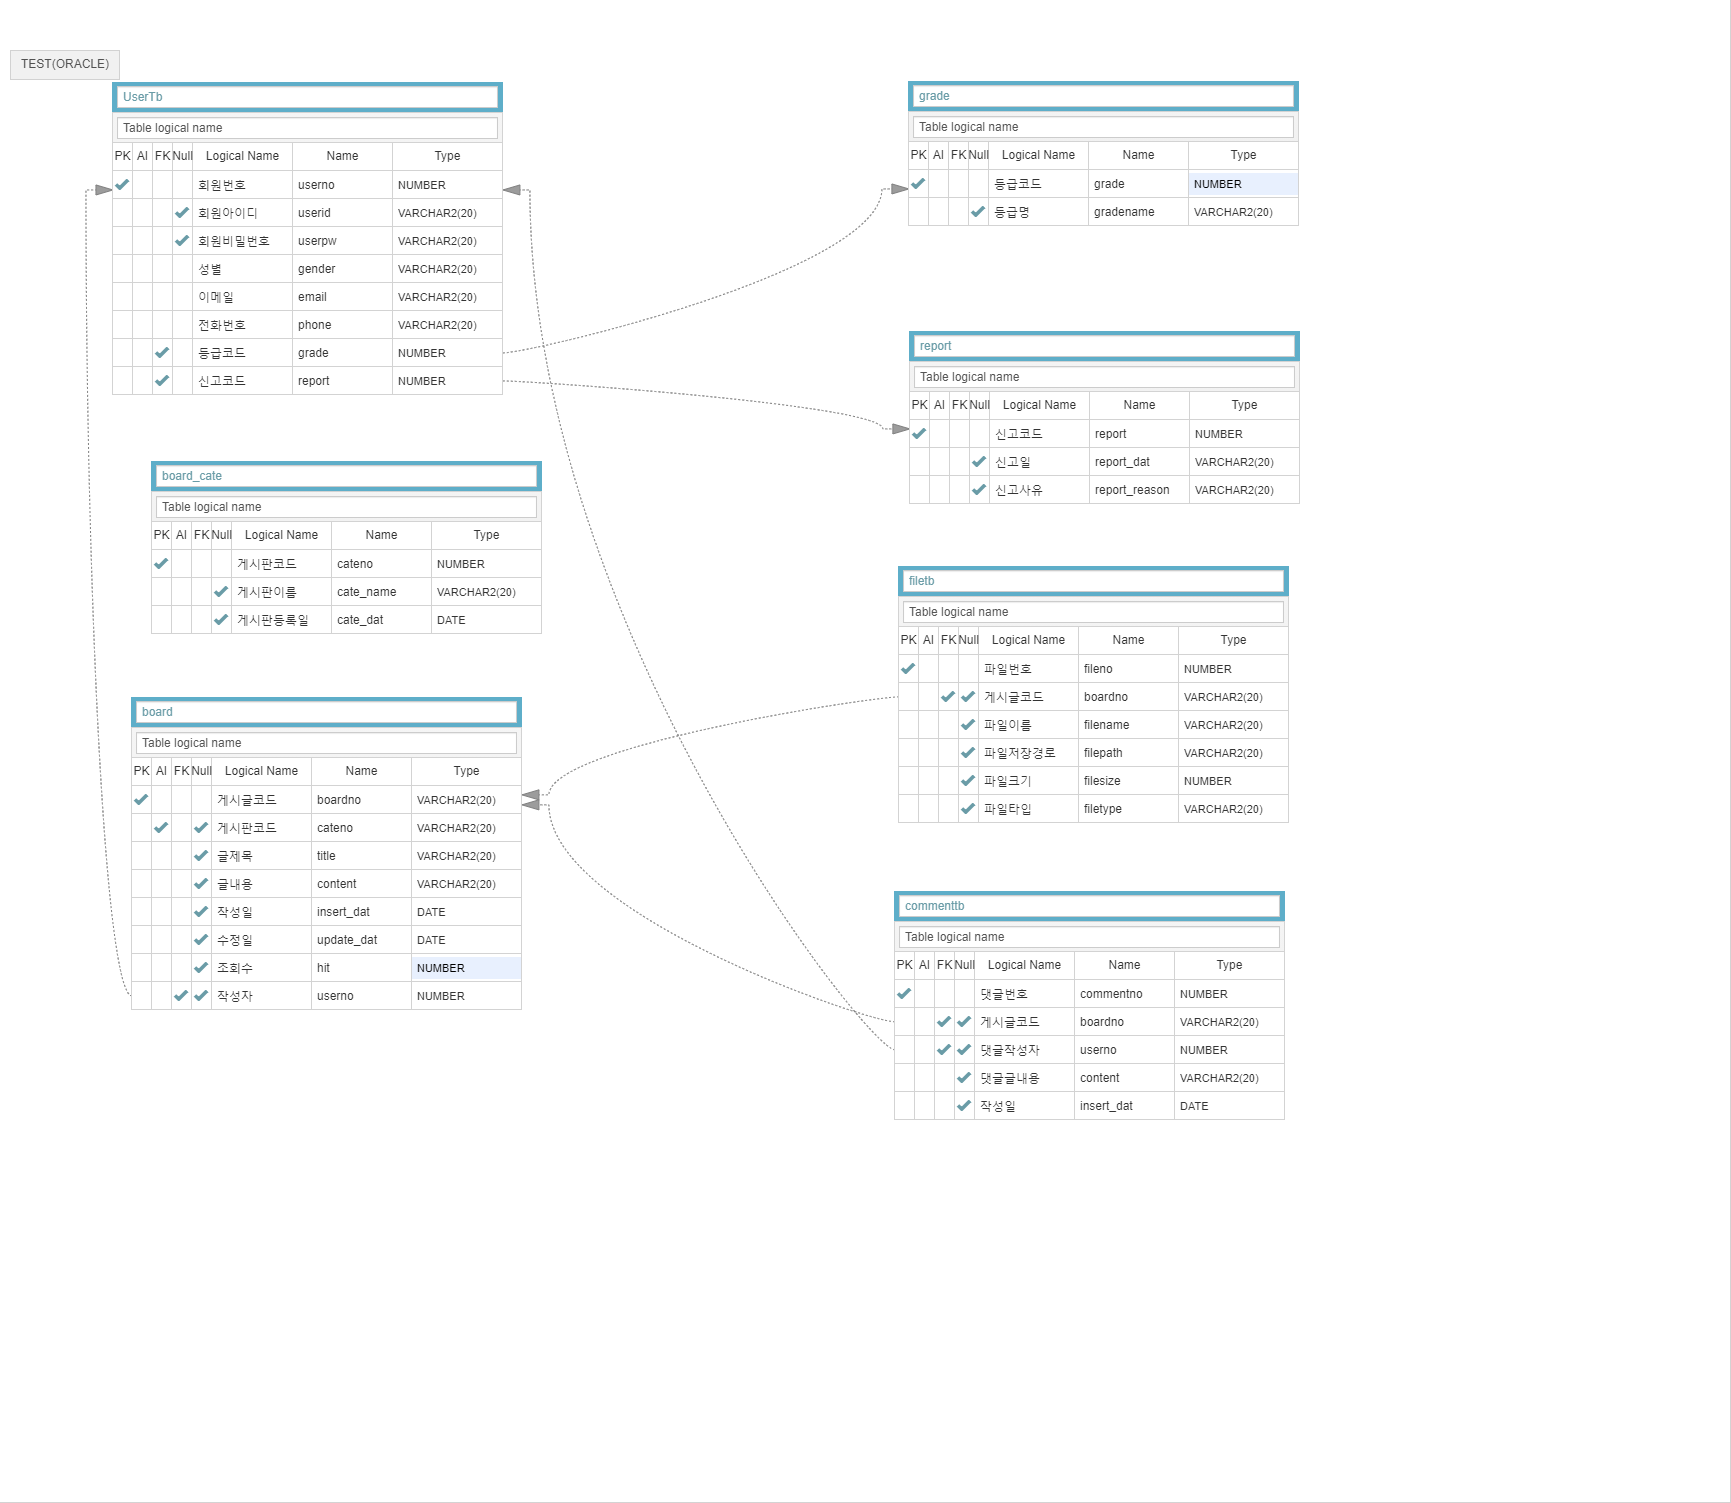 TEST(ORACLE)
UserTb
Table logical name
PK AI FK Null Logical Name Name Type
회원번호 userno NUMBER
회원아이디 userid VARCHAR2(20)
회원비밀번호 userpw VARCHAR2(20)
성별 gender VARCHAR2(20)
이메일 email VARCHAR2(20)
전화번호 phone VARCHAR2(20)
등급코드 grade NUMBER
신고코드 report NUMBER
grade
Table logical name
PK AI FK Null Logical Name Name Type
등급코드 grade NUMBER
등급명 gradename VARCHAR2(20)
report
Table logical name
PK AI FK Null Logical Name Name Type
신고코드 report NUMBER
신고일 report_dat VARCHAR2(20)
신고사유 report_reason VARCHAR2(20)
board_cate
Table logical name
PK AI FK Null Logical Name Name Type
게시판코드 cateno NUMBER
게시판이름 cate_name VARCHAR2(20)
게시판등록일 cate_dat DATE
filetb
Table logical name
PK AI FK Null Logical Name Name Type
파일번호 fileno NUMBER
게시글코드 boardno VARCHAR2(20)
파일이름 filename VARCHAR2(20)
파일저장경로 filepath VARCHAR2(20)
파일크기 filesize NUMBER
파일타입 filetype VARCHAR2(20)
board
Table logical name
PK AI FK Null Logical Name Name Type
게시글코드 boardno VARCHAR2(20)
게시판코드 cateno VARCHAR2(20)
글제목 title VARCHAR2(20)
글내용 content VARCHAR2(20)
작성일 insert_dat DATE
수정일 update_dat DATE
조회수 hit NUMBER
작성자 userno NUMBER
commenttb
Table logical name
PK AI FK Null Logical Name Name Type
댓글번호 commentno NUMBER
게시글코드 boardno VARCHAR2(20)
댓글작성자 userno NUMBER
댓글글내용 content VARCHAR2(20)
작성일 insert_dat DATE